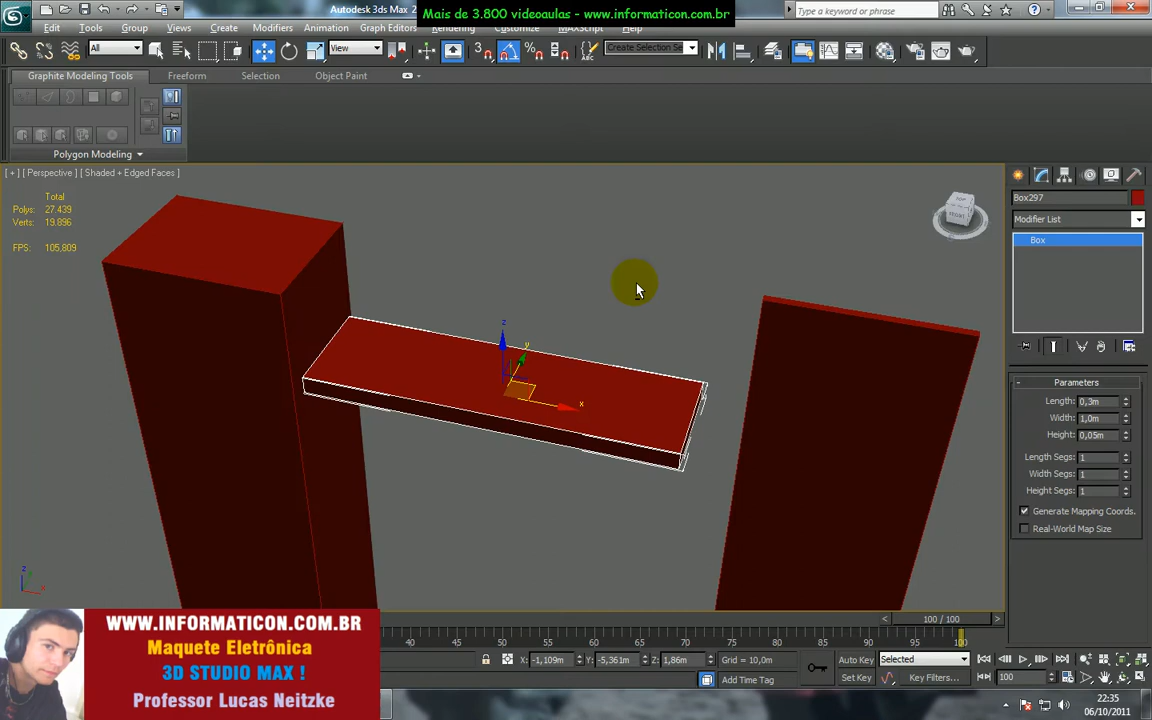 Autodesk 3ds Max 2
Mais de 3.800 videoaulas - www.informaticon.com.br
Type a keyword or phrase
Edit Tools Group Views Create Modifiers Animation Graph Editors Rendering Customize MAXScript Help
All
View
Create Selection Se
Graphite Modeling Tools Freeform Selection Object Paint
Polygon Modeling
[ + ] [ Perspective ] [ Shaded + Edged Faces ]
Total
Polys: 27.439
Verts: 19.896
FPS: 105,809
TOP
FRONT
z
y
x
Box297
Modifier List
Box
Parameters
Length: 0,3m
Width: 1,0m
Height: 0,05m
Length Segs: 1
Width Segs: 1
Height Segs: 1
Generate Mapping Coords.
Real-World Map Size
100 / 100
40 45 50 55 60 65 70 75 80 85 90 95 100
X: -1,109m Y: -5,361m Z: 1,86m Grid = 10,0m
Add Time Tag
Auto Key Selected
Set Key Key Filters...
100
WWW.INFORMATICON.COM.BR
Maquete Eletrônica
3D STUDIO MAX !
Professor Lucas Neitzke
22:35
06/10/2011